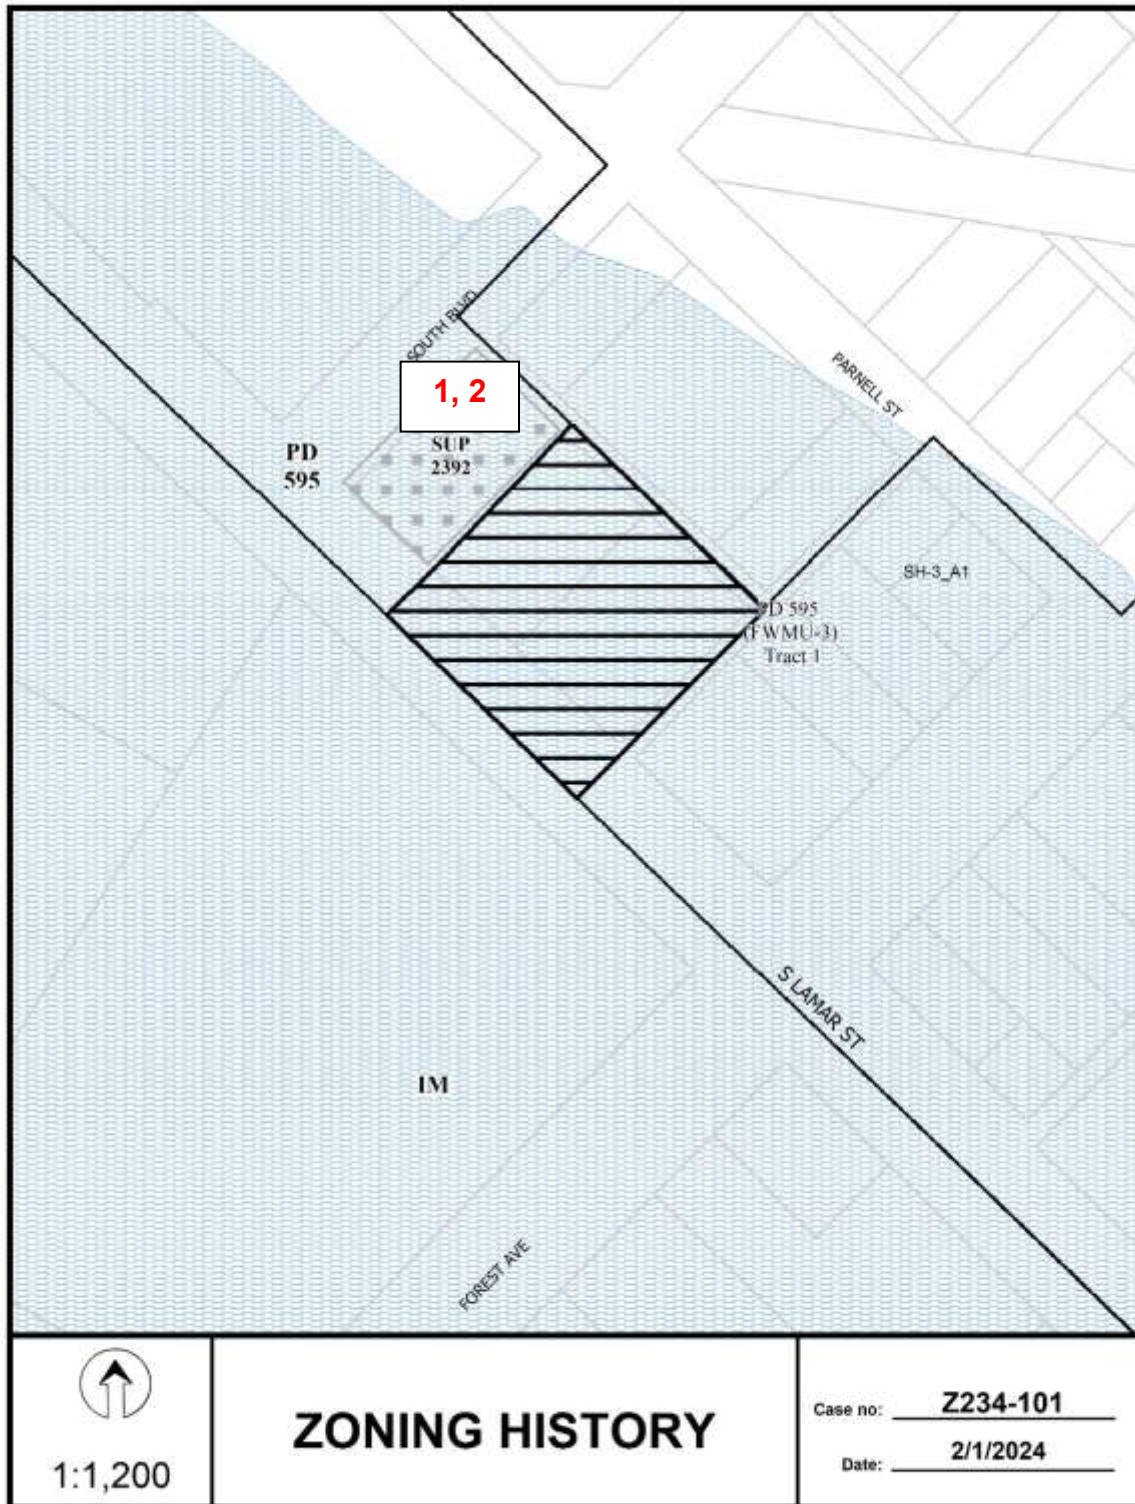 SOUTH BLVD
1, 2
PARNELL ST
PD
595
SUP
2392
SH-3_A1
PD 595
(FWMU-3)
Tract 1
S LAMAR ST
IM
FOREST AVE
1:1,200
ZONING HISTORY
Case no: Z234-101
Date: 2/1/2024